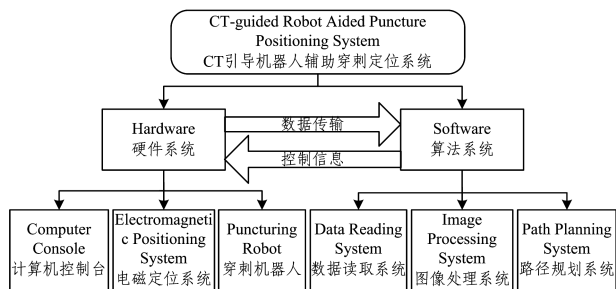 CT-guided Robot Aided Puncture
Positioning System
CT引导机器人辅助穿刺定位系统
Hardware
硬件系统
数据传输
控制信息
Software
算法系统
Computer
Console
计算机控制台
Electromagneti
c Positioning
System
电磁定位系统
Puncturing
Robot
穿刺机器人
Data Reading
System
数据读取系统
Image
Processing
System
图像处理系统
Path Planning
System
路径规划系统